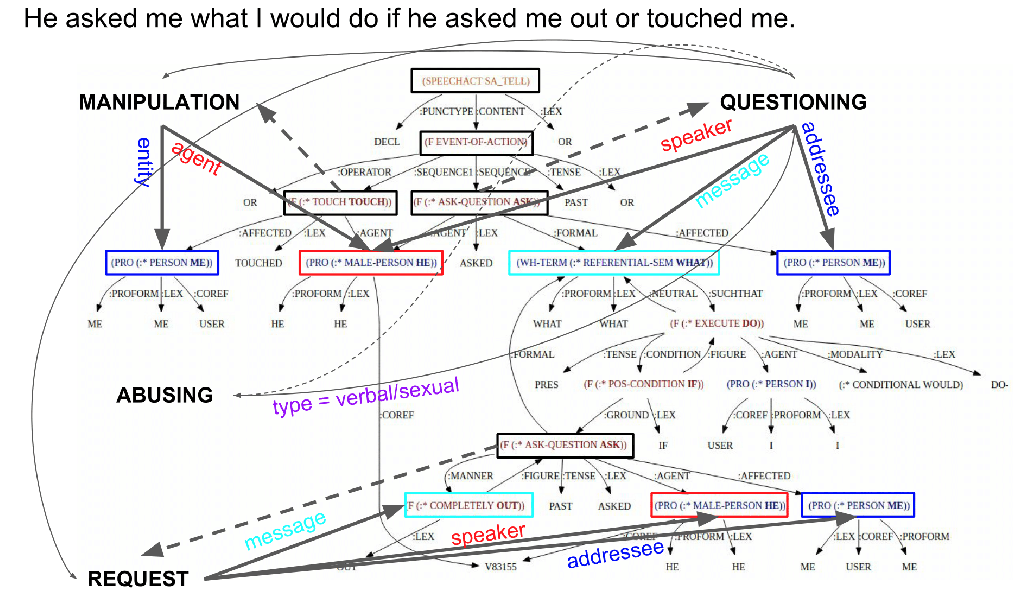 He asked me what I would do if he asked me out or touched me.
(SPEECHACT SA_TELL)
MANIPULATION QUESTIONING
:PUNCTYPE :CONTENT :LEX
DECL (F EVENT-OF-ACTION) OR
speaker
entity agent message addressee
:OPERATOR :SEQUENCE1 :SEQUENCE :TENSE :LEX
OR (F (:* TOUCH TOUCH)) (F (:* ASK-QUESTION ASK)) PAST OR
:AFFECTED :LEX :AGENT :AGENT :LEX :FORMAL :AFFECTED
(PRO (:* PERSON ME)) TOUCHED (PRO (:* MALE-PERSON HE)) ASKED (WH-TERM (:* REFERENTIAL-SEM WHAT)) (PRO (:* PERSON ME))
:PROFORM :LEX :COREF :PROFORM :LEX :PROFORM :LEX :NEUTRAL :SUCHTHAT :PROFORM :LEX :COREF
ME ME USER HE HE WHAT WHAT (F (:* EXECUTE DO)) ME ME USER
:FORMAL :TENSE :CONDITION :FIGURE :AGENT :MODALITY :LEX
ABUSING
type = verbal/sexual
PRES (F (:* POS-CONDITION IF)) (PRO (:* PERSON I)) (:* CONDITIONAL WOULD) DO-
:COREF :GROUND :LEX :COREF :PROFORM :LEX
(F (:* ASK-QUESTION ASK)) IF USER I I
:MANNER :FIGURE :TENSE :LEX :AGENT :AFFECTED
F (:* COMPLETELY OUT)) PAST ASKED (PRO (:* MALE-PERSON HE)) (PRO (:* PERSON ME))
message speaker addressee
:LEX :COREF :PROFORM :LEX :LEX :COREF :PROFORM
REQUEST OUT V83155 HE HE ME USER ME